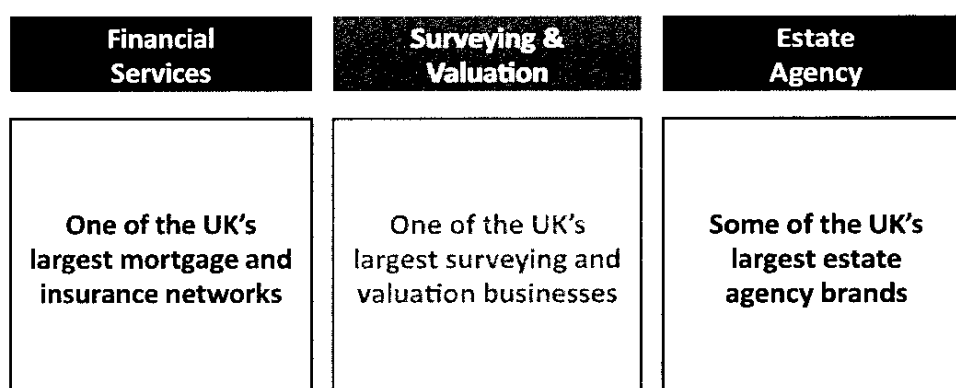 Financial
Services
Surveying &
Valuation
Estate
Agency
One of the UK’s
largest mortgage and
insurance networks
One of the UK’s
largest surveying and
valuation businesses
Some of the UK’s
largest estate
agency brands